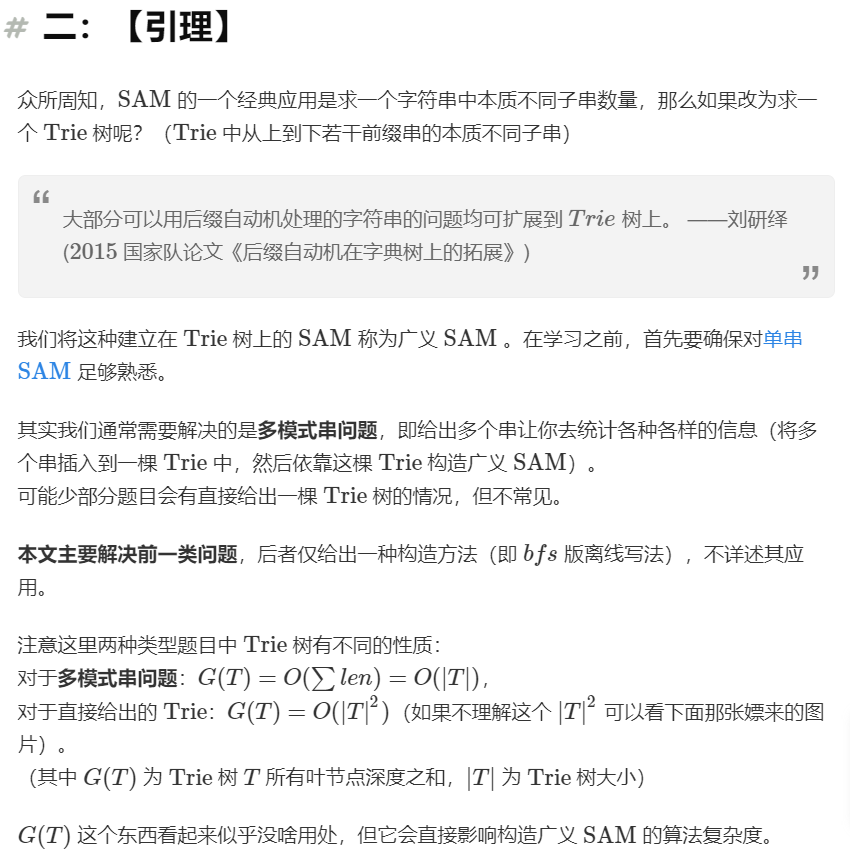 # 二：【引理】
众所周知，SAM 的一个经典应用是求一个字符串中本质不同子串数量，那么如果改为求一
个 Trie 树呢？（Trie 中从上到下若干前缀串的本质不同子串）
“
大部分可以用后缀自动机处理的字符串的问题均可扩展到 Trie 树上。 ——刘研绎
(2015 国家队论文《后缀自动机在字典树上的拓展》)
”
我们将这种建立在 Trie 树上的 SAM 称为广义 SAM 。在学习之前，首先要确保对单串
SAM 足够熟悉。
其实我们通常需要解决的是多模式串问题，即给出多个串让你去统计各种各样的信息（将多
个串插入到一棵 Trie 中，然后依靠这棵 Trie 构造广义 SAM）。
可能少部分题目会有直接给出一棵 Trie 树的情况，但不常见。
本文主要解决前一类问题，后者仅给出一种构造方法（即 bfs 版离线写法），不详述其应
用。
注意这里两种类型题目中 Trie 树有不同的性质：
对于多模式串问题：G(T) = O(∑ len) = O(|T|)，
对于直接给出的 Trie：G(T) = O(|T|²)（如果不理解这个 |T|² 可以看下面那张嫖来的图
片）。
（其中 G(T) 为 Trie 树 T 所有叶节点深度之和，|T| 为 Trie 树大小）
G(T) 这个东西看起来似乎没啥用处，但它会直接影响构造广义 SAM 的算法复杂度。